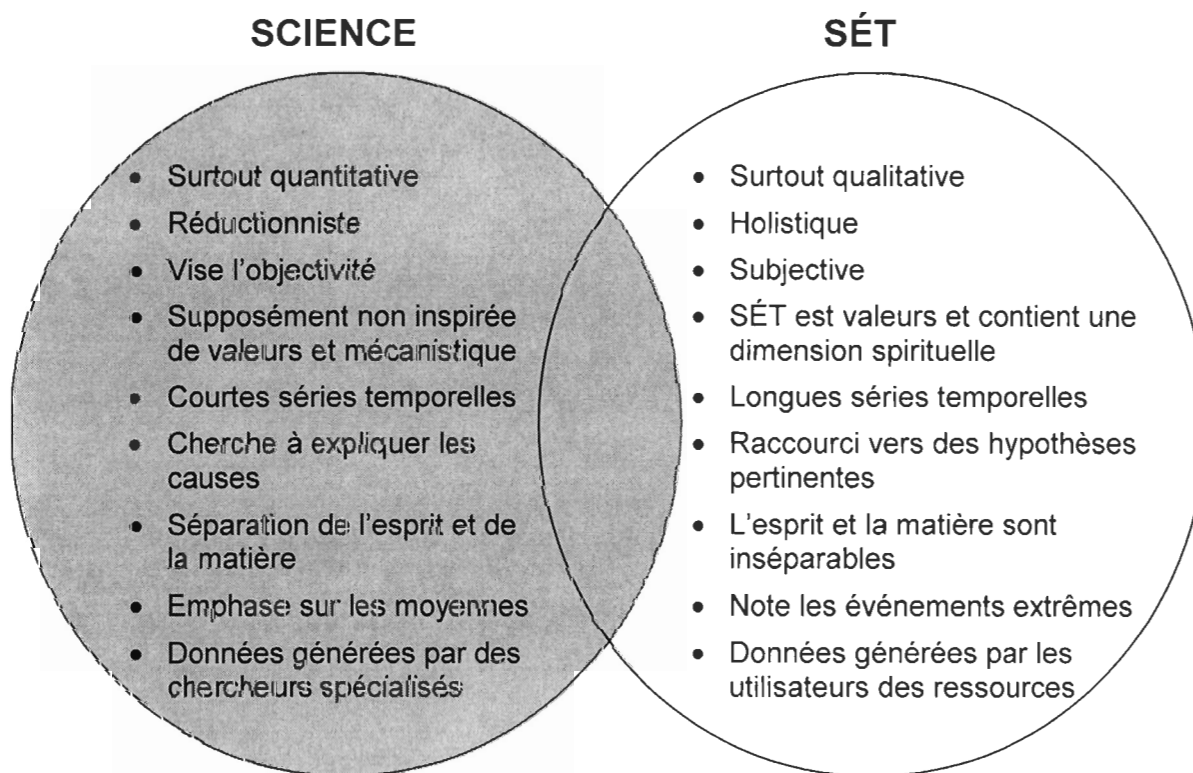 SCIENCE
• Surtout quantitative
• Réductionniste
• Vise l'objectivité
• Supposément non inspirée
de valeurs et mécanistique
• Courtes séries temporelles
• Cherche à expliquer les
causes
• Séparation de l'esprit et de
la matière
• Emphase sur les moyennes
• Données générées par des
chercheurs spécialisés
SÉT
• Surtout qualitative
• Holistique
• Subjective
• SÉT est valeurs et contient une
dimension spirituelle
• Longues séries temporelles
• Raccourci vers des hypothèses
pertinentes
• L'esprit et la matière sont
inséparables
• Note les événements extrêmes
• Données générées par les
utilisateurs des ressources